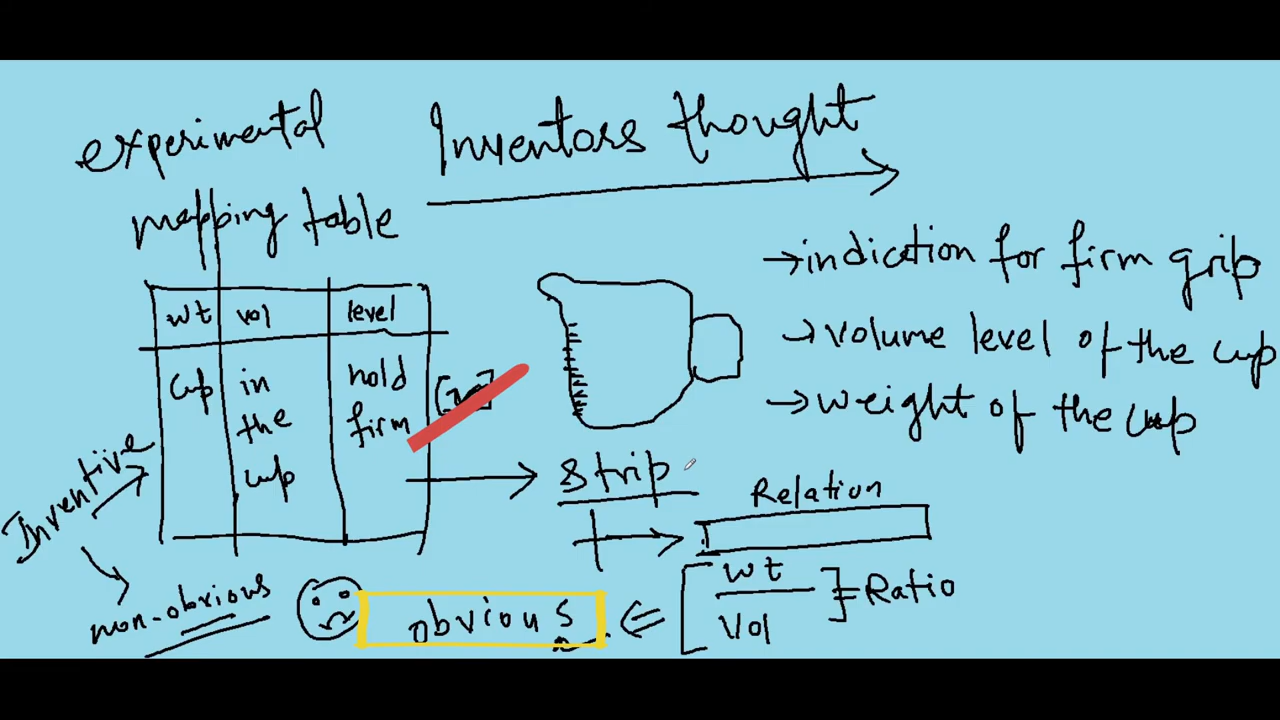 experimental
mapping table
Inventors thought
wt vol level
cup in the cup hold firm
→ indication for firm grip
→ volume level of the cup
→ weight of the cup
strip
Relation
Inventive
non-obvious
obvious
[wt/vol] = Ratio